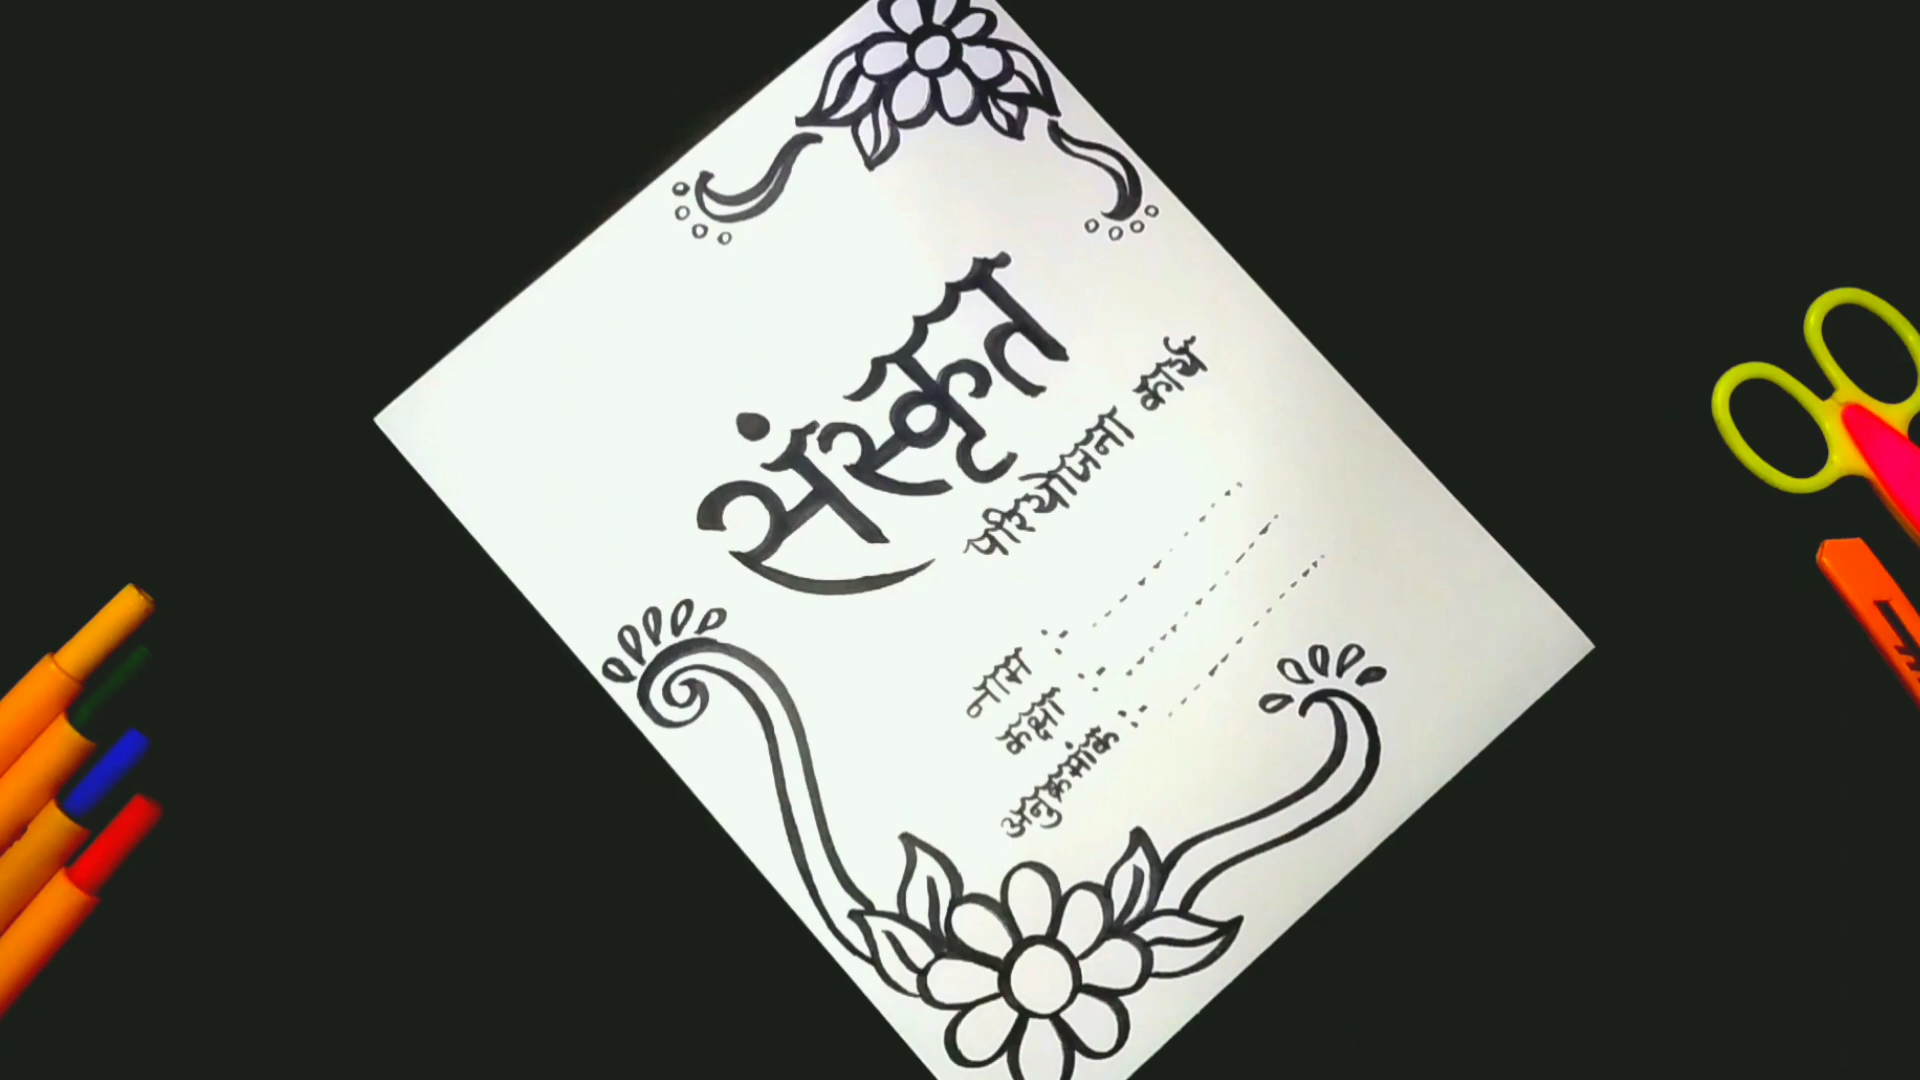 संस्कृत
परियोजना कार्य
नाम :- ..............
कक्षा :- ..............
अनुक्रमांक :- ..............